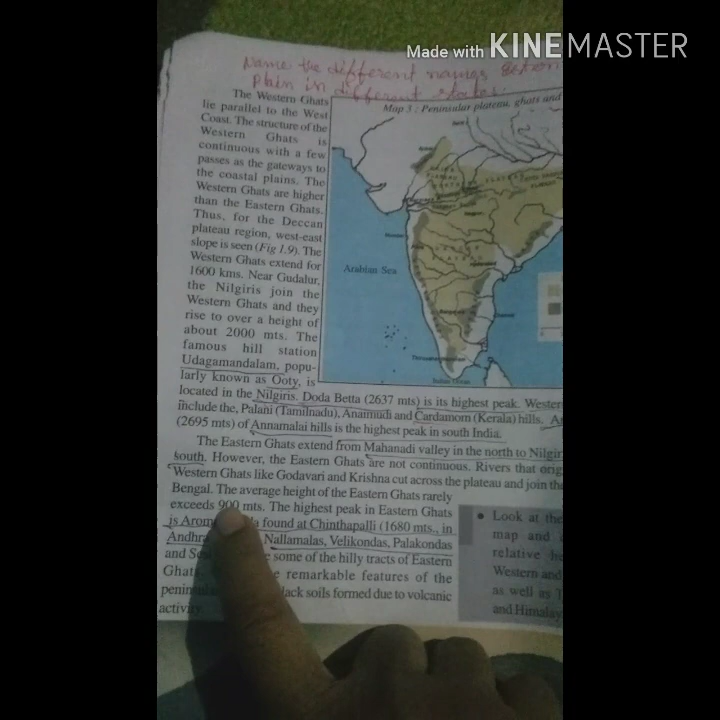 Made with KINEMASTER
Name the different names
plain in different states.
The Western Ghats
lie parallel to the West
Coast. The structure of the
Western Ghats is
continuous with a few
passes as the gateways to
the coastal plains. The
Western Ghats are higher
than the Eastern Ghats.
Thus, for the Deccan
plateau region, west-east
slope is seen (Fig 1.9). The
Western Ghats extend for
1600 kms. Near Gudalur,
the Nilgiris join the
Western Ghats and they
rise to over a height of
about 2000 mts. The
famous hill station
Udagamandalam, popu-
larly known as Ooty, is
Map 3 : Peninsular plateau, ghats and
Arabian Sea
Indian Ocean
located in the Nilgiris. Doda Betta (2637 mts) is its highest peak. Wester
include the, Palani (Tamilnadu), Anaimudi and Cardamom (Kerala) hills. A
(2695 mts) of Annamalai hills is the highest peak in south India.
The Eastern Ghats extend from Mahanadi valley in the north to Nilgir
south. However, the Eastern Ghats are not continuous. Rivers that orig
Western Ghats like Godavari and Krishna cut across the plateau and join the
Bengal. The average height of the Eastern Ghats rarely
exceeds 900 mts. The highest peak in Eastern Ghats
is Arom a found at Chinthapalli (1680 mts., in
Andhra Nallamalas, Velikondas, Palakondas
and Se some of the hilly tracts of Eastern
Ghats. e remarkable features of the
penins lack soils formed due to volcanic
activity.
• Look at the
map and
relative he
Western and
as well as
and Himalay